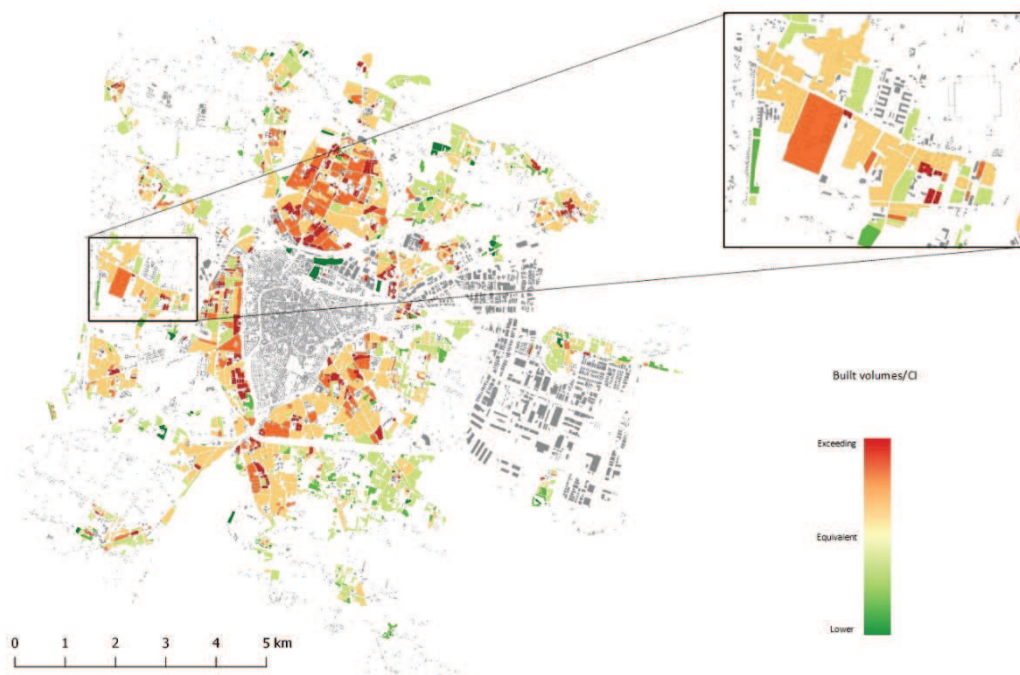 Built volumes/CI
Exceeding
Equivalent
Lower
0 1 2 3 4 5 km